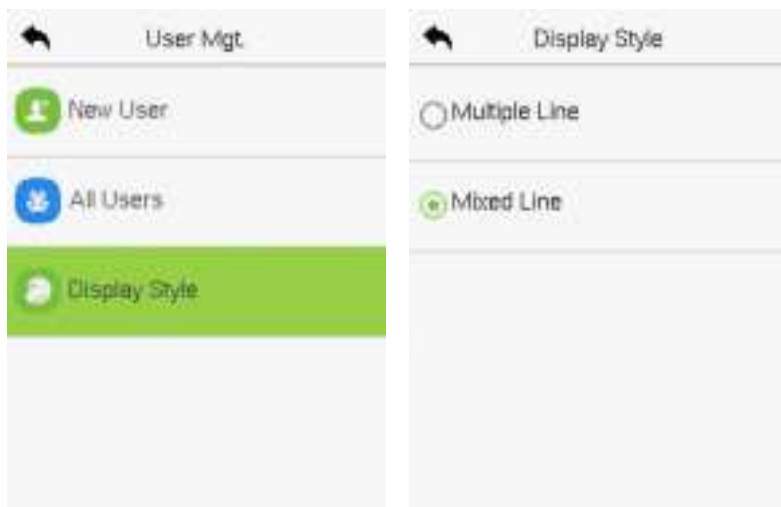 User Mgt.
New User
All Users
Display Style
Display Style
Multiple Line
Mixed Line